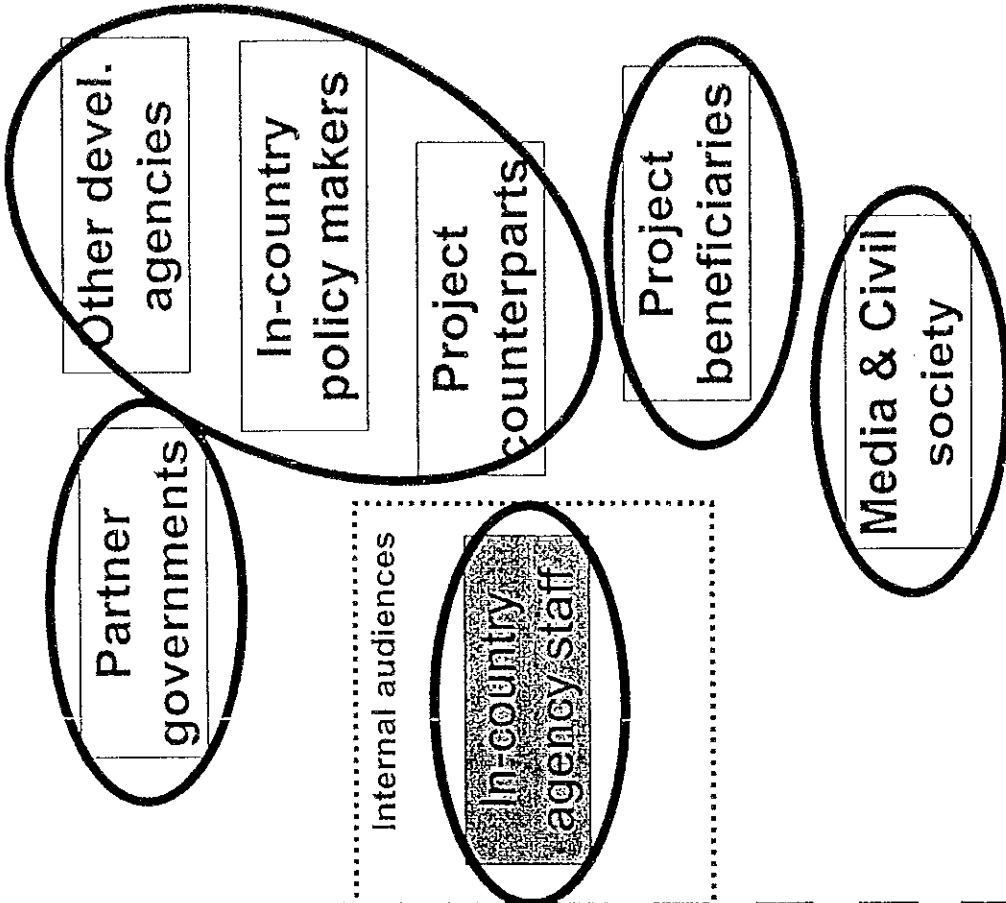 Partner
governments
Other devel.
agencies
In-country
policy makers
Project
counterparts
Internal audiences
In-country
agency staff
Project
beneficiaries
Media & Civil
society